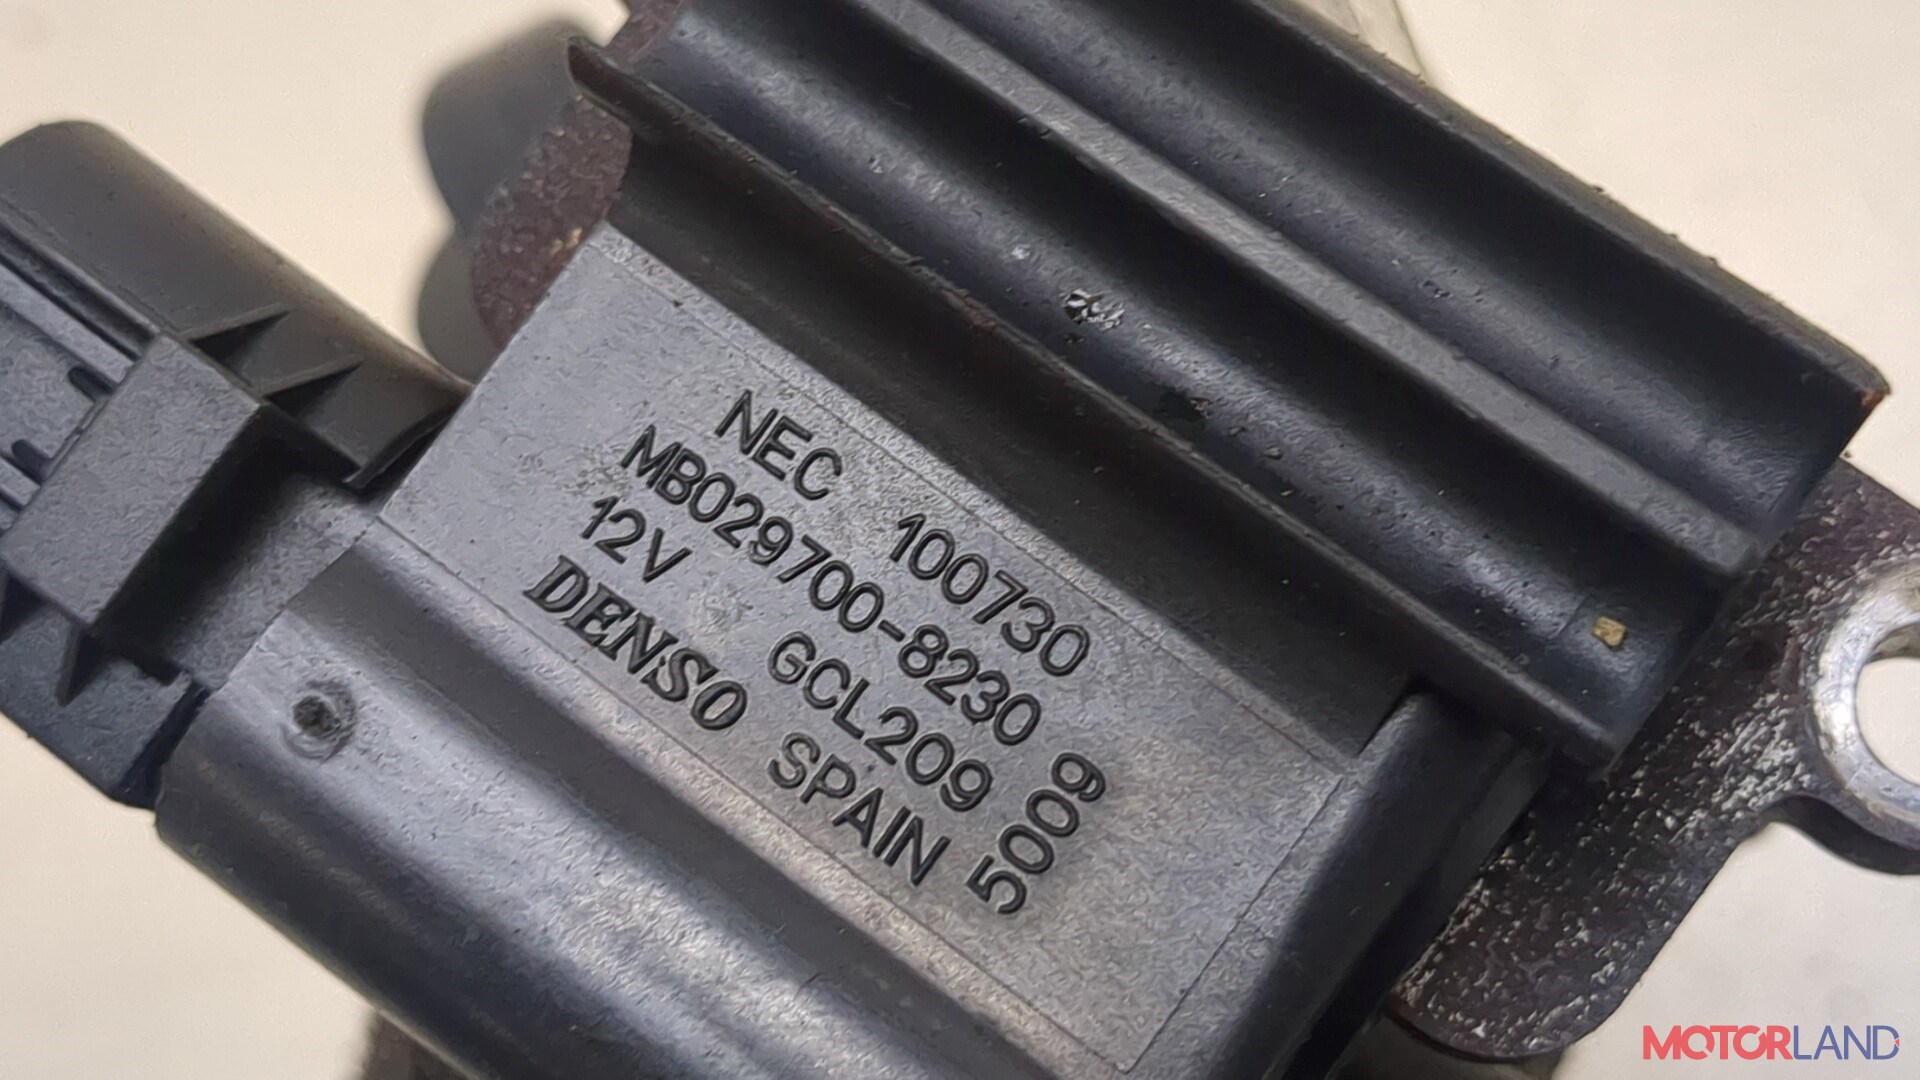 NEC 100730
MB029700-8230
12V GCL209
DENSO SPAIN
5009
MOTORLAND